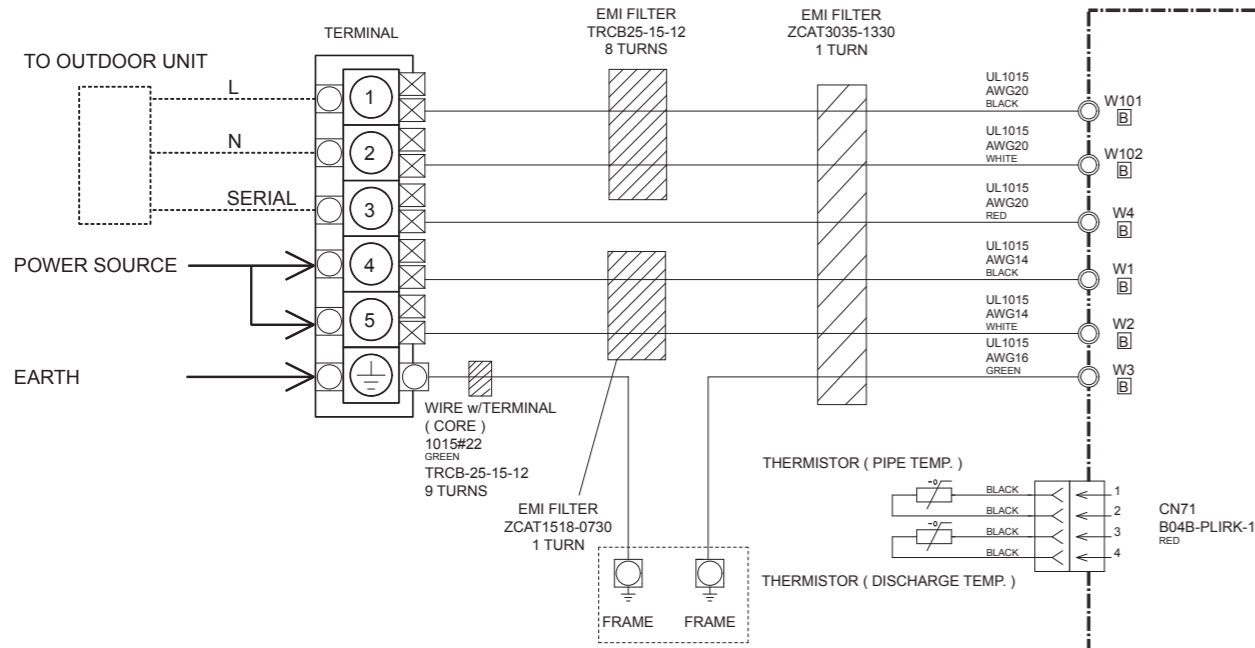 EMI FILTER
TRCB25-15-12
8 TURNS
EMI FILTER
ZCAT3035-1330
1 TURN
TERMINAL
TO OUTDOOR UNIT
L
N
SERIAL
POWER SOURCE
EARTH
1
2
3
4
5
UL1015
AWG20
BLACK
W101
B
UL1015
AWG20
WHITE
W102
B
UL1015
AWG20
RED
W4
B
UL1015
AWG14
BLACK
W1
B
UL1015
AWG14
WHITE
W2
B
UL1015
AWG16
GREEN
W3
B
WIRE w/TERMINAL
( CORE )
1015#22
GREEN
TRCB-25-15-12
9 TURNS
EMI FILTER
ZCAT1518-0730
1 TURN
FRAME
FRAME
THERMISTOR ( PIPE TEMP. )
-θ
BLACK
1
BLACK
2
-θ
BLACK
3
BLACK
4
THERMISTOR ( DISCHARGE TEMP. )
CN71
B04B-PLIRK-1
RED